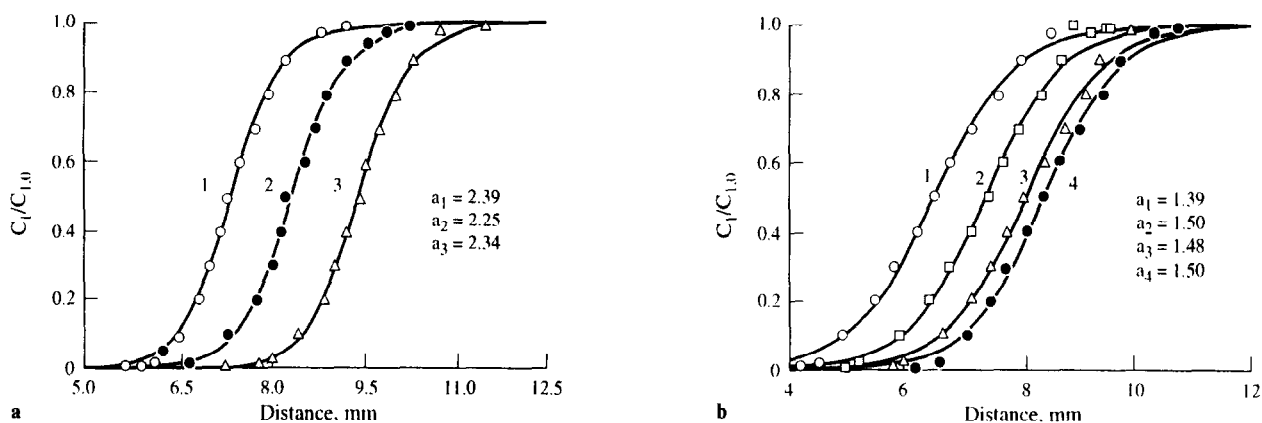 1.0
0.8
0.6
0.4
0.2
0
C₁/C₁,₀
1 2 3
a₁ = 2.39
a₂ = 2.25
a₃ = 2.34
5.0 6.5 8.0 9.5 11.0 12.5
a Distance, mm
1.0
0.8
0.6
0.4
0.2
0
C₁/C₁,₀
1 2 3 4
a₁ = 1.39
a₂ = 1.50
a₃ = 1.48
a₄ = 1.50
4 6 8 10 12
b Distance, mm